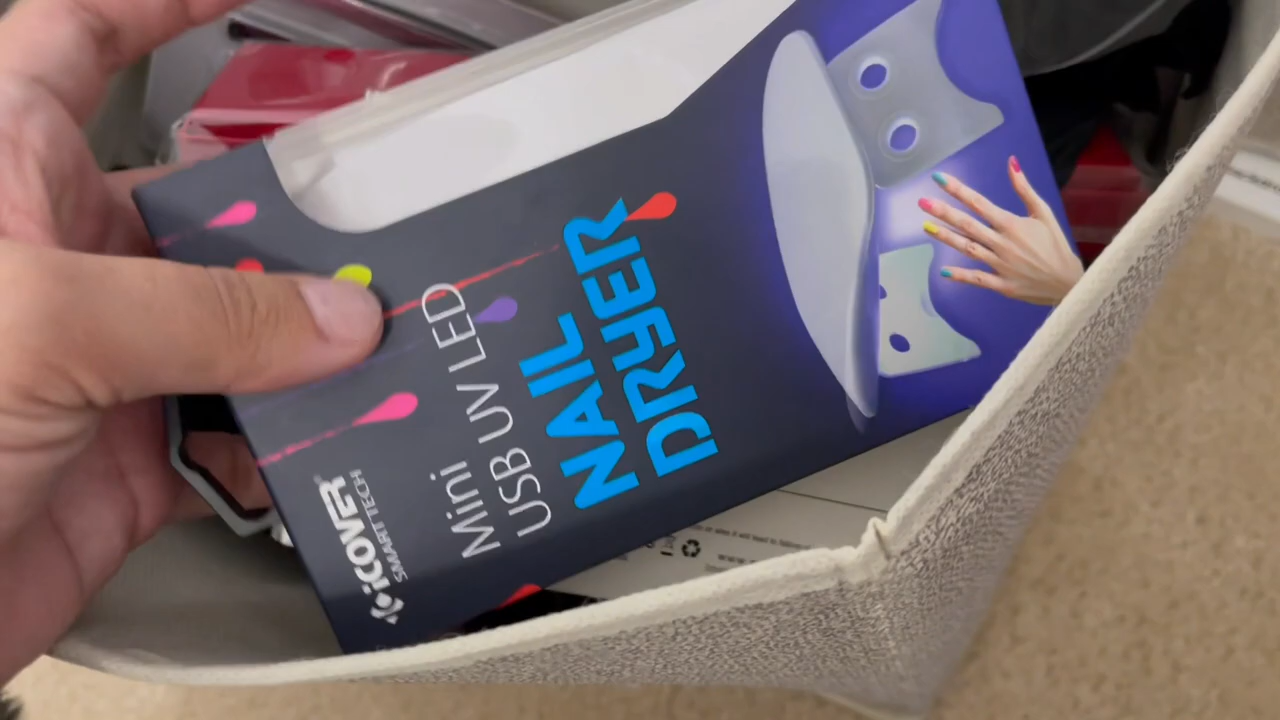 Mini
USB UV LED
NAIL
DRYER
iCOVER®
SMART TECH